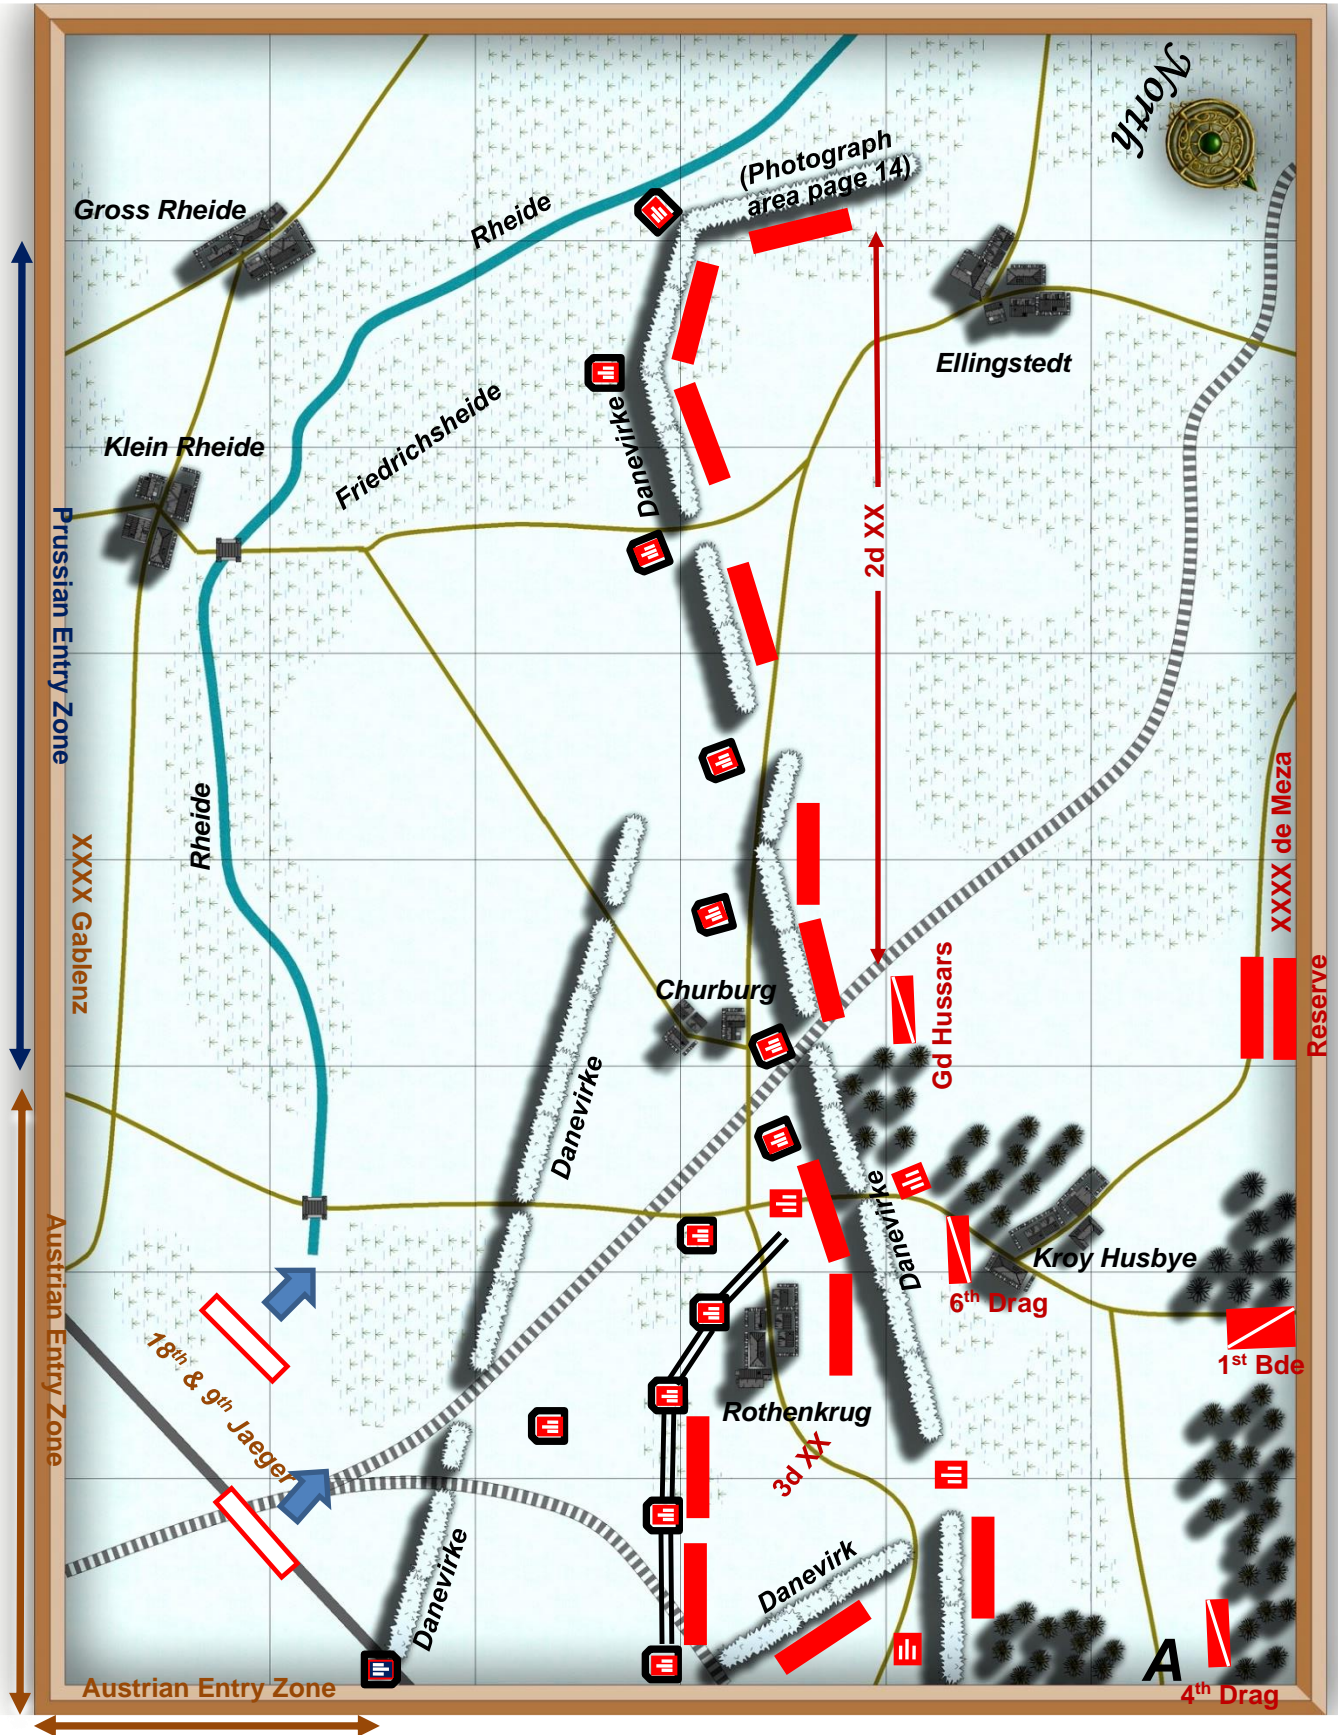 North
(Photograph
area page 14)
Gross Rheide
Rheide
Ellingstedt
Friedrichsheide
Danevirke
Klein Rheide
2d XX
Prussian Entry Zone
Rheide
XXXX Gablenz
XXXX de Meza
Reserve
Churburg
Gd Hussars
Danevirke
Danevirke
Kroy Husbye
6th Drag
Austrian Entry Zone
18th & 9th Jaeger
1st Bde
Rothenkrug
3d XX
Danevirke
Danevirk
A
4th Drag
Austrian Entry Zone